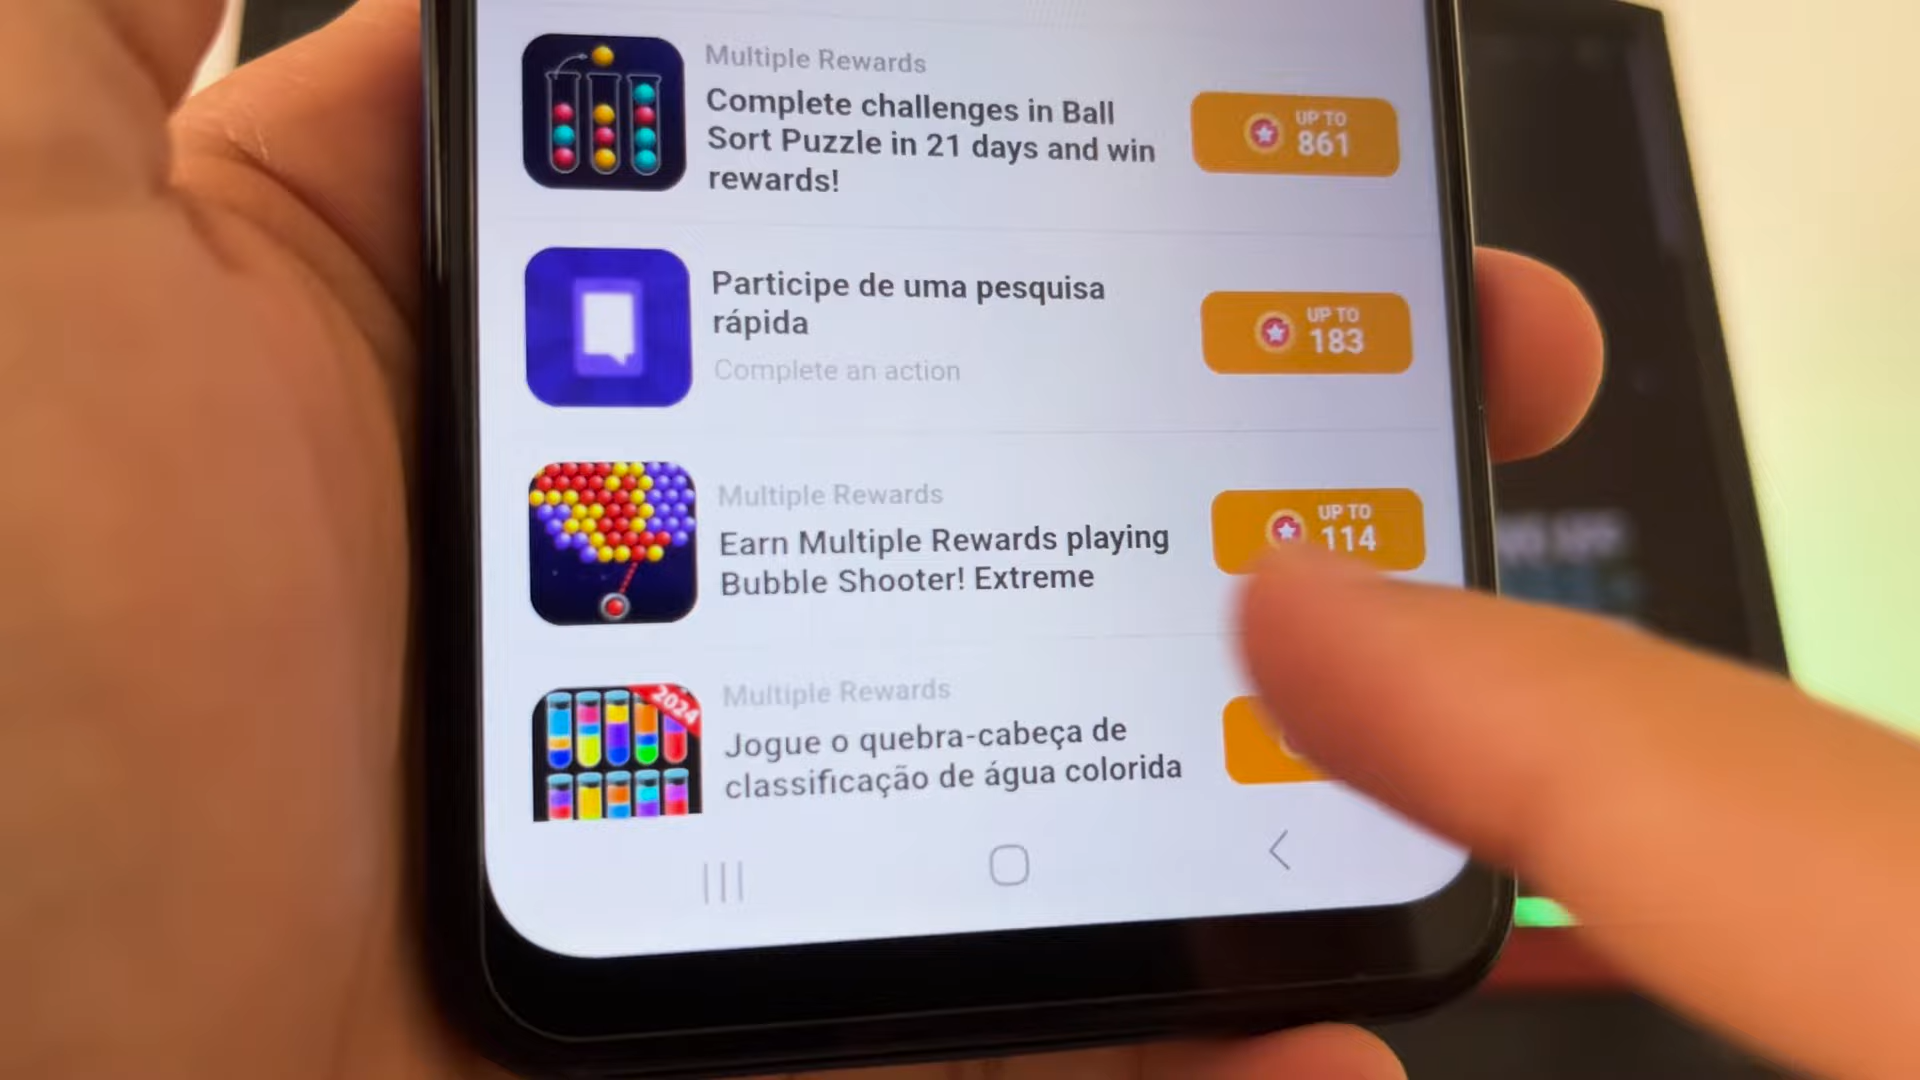 Multiple Rewards
Complete challenges in Ball
Sort Puzzle in 21 days and win
rewards!
UP TO
861
Participe de uma pesquisa
rápida
Complete an action
UP TO
183
Multiple Rewards
Earn Multiple Rewards playing
Bubble Shooter! Extreme
UP TO
114
2024
Multiple Rewards
Jogue o quebra-cabeça de
classificação de água colorida